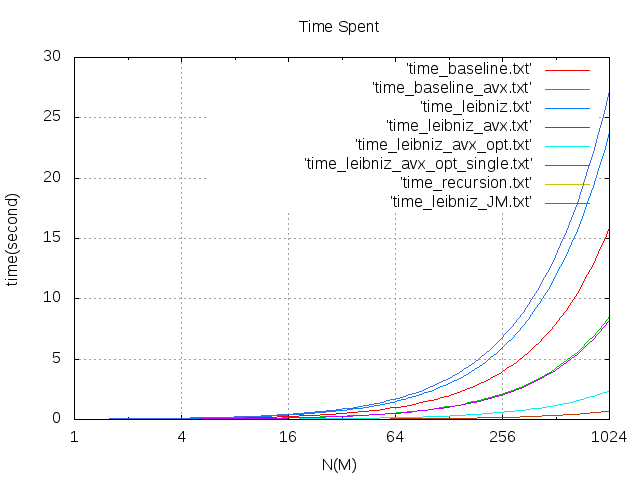 Time Spent
30
25
20
15
10
5
0
time(second)
'time_baseline.txt'
'time_baseline_avx.txt'
'time_leibniz.txt'
'time_leibniz_avx.txt'
'time_leibniz_avx_opt.txt'
'time_leibniz_avx_opt_single.txt'
'time_recursion.txt'
'time_leibniz_JM.txt'
1 4 16 64 256 1024
N(M)